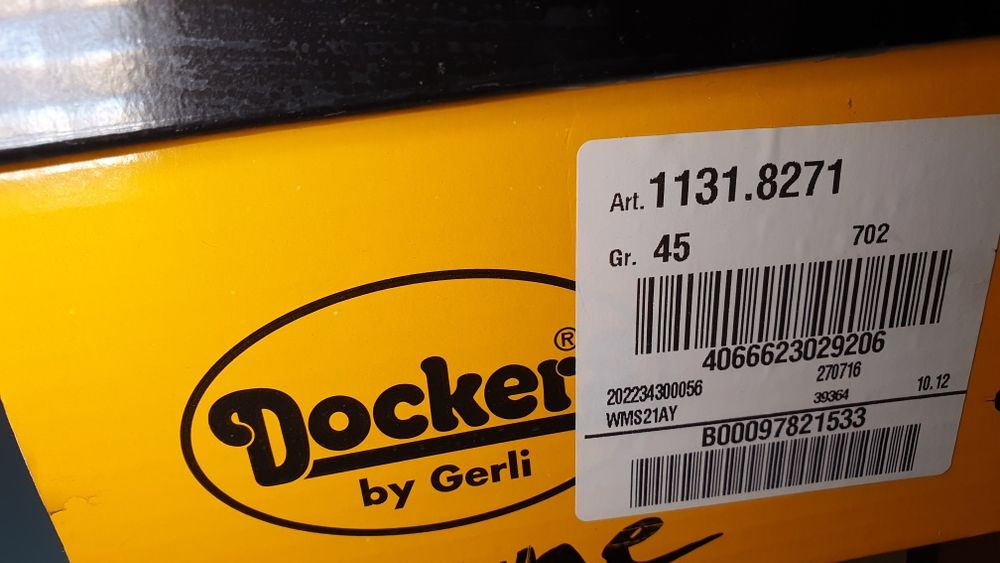 Art. 1131.8271
Gr. 45 702
4066623029206
202234300056 270716
WMS21AY 39364 10.12
B00097821533
®
Docker
by Gerli